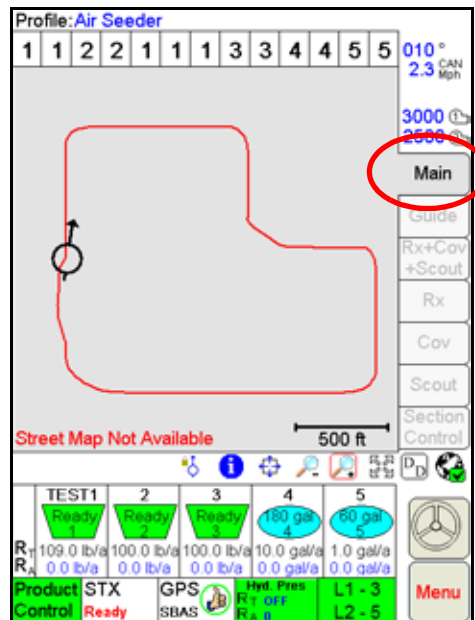 Profile: Air Seeder
1 1 2 2 1 1 1 3 3 4 4 5 5
010 °
2.3 CAN Mph
3000 1
2500 1
Main
Guide
Rx+Cov
+Scout
Rx
Cov
Scout
Section
Control
Street Map Not Available
500 ft
DD
TEST1 2 3 4 5
Ready Ready Ready 180 gal 60 gal
1 2 3 4 5
RT 109.0 lb/a 100.0 lb/a 100.0 lb/a 10.0 gal/a 1.0 gal/a
RA 0.0 lb/a 0.0 lb/a 0.0 lb/a 0.0 gal/a 0.0 gal/a
Product
Control
STX
Ready
GPS
SBAS
Hyd. Pres
RT OFF
RA 0
L1 - 3
L2 - 5
Menu